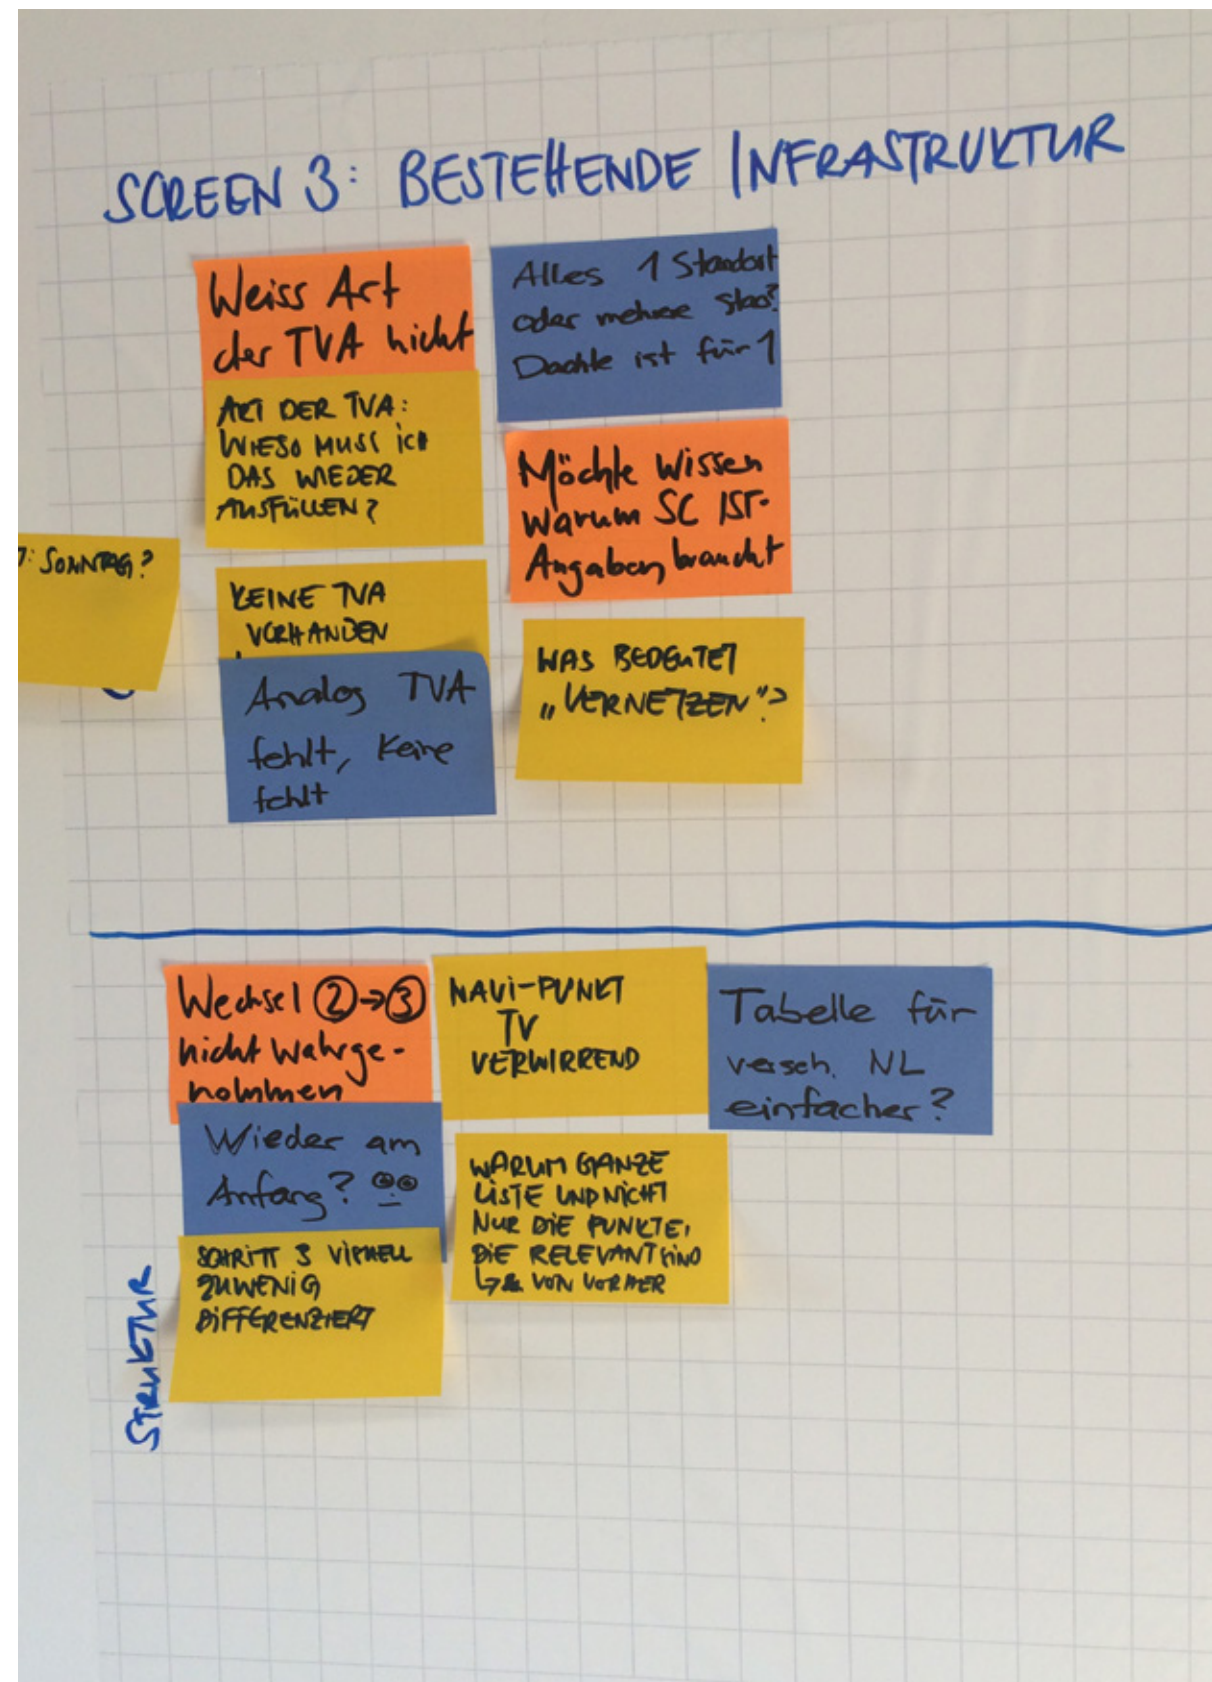 SCREEN 3: BESTEHENDE INFRASTRUKTUR
Weiss Art
der TVA nicht
ART DER TVA:
WIESO MUSS ICH
DAS WIEDER
AUSFÜLLEN?
: SONNTAG?
KEINE TVA
VORHANDEN
Analog TVA
fehlt, Keine
fehlt
Alles 1 Standort
oder mehrere Stao?
Dachte ist für 1
Möchte wissen
warum SC IST-
Angaben braucht
WAS BEDEUTET
„VERNETZEN"?
STRUKTUR
Wechsel ② → ③
nicht wahrge-
nommen
Wieder am
Anfang?
SCHRITT 3 VISUELL
ZUWENIG
DIFFERENZIERT
NAVI-PUNKT
TV
VERWIRREND
WARUM GANZE
LISTE UND NICHT
NUR DIE PUNKTE,
DIE RELEVANT SIND
↳ VON VORHER
Tabelle für
versch. NL
einfacher?